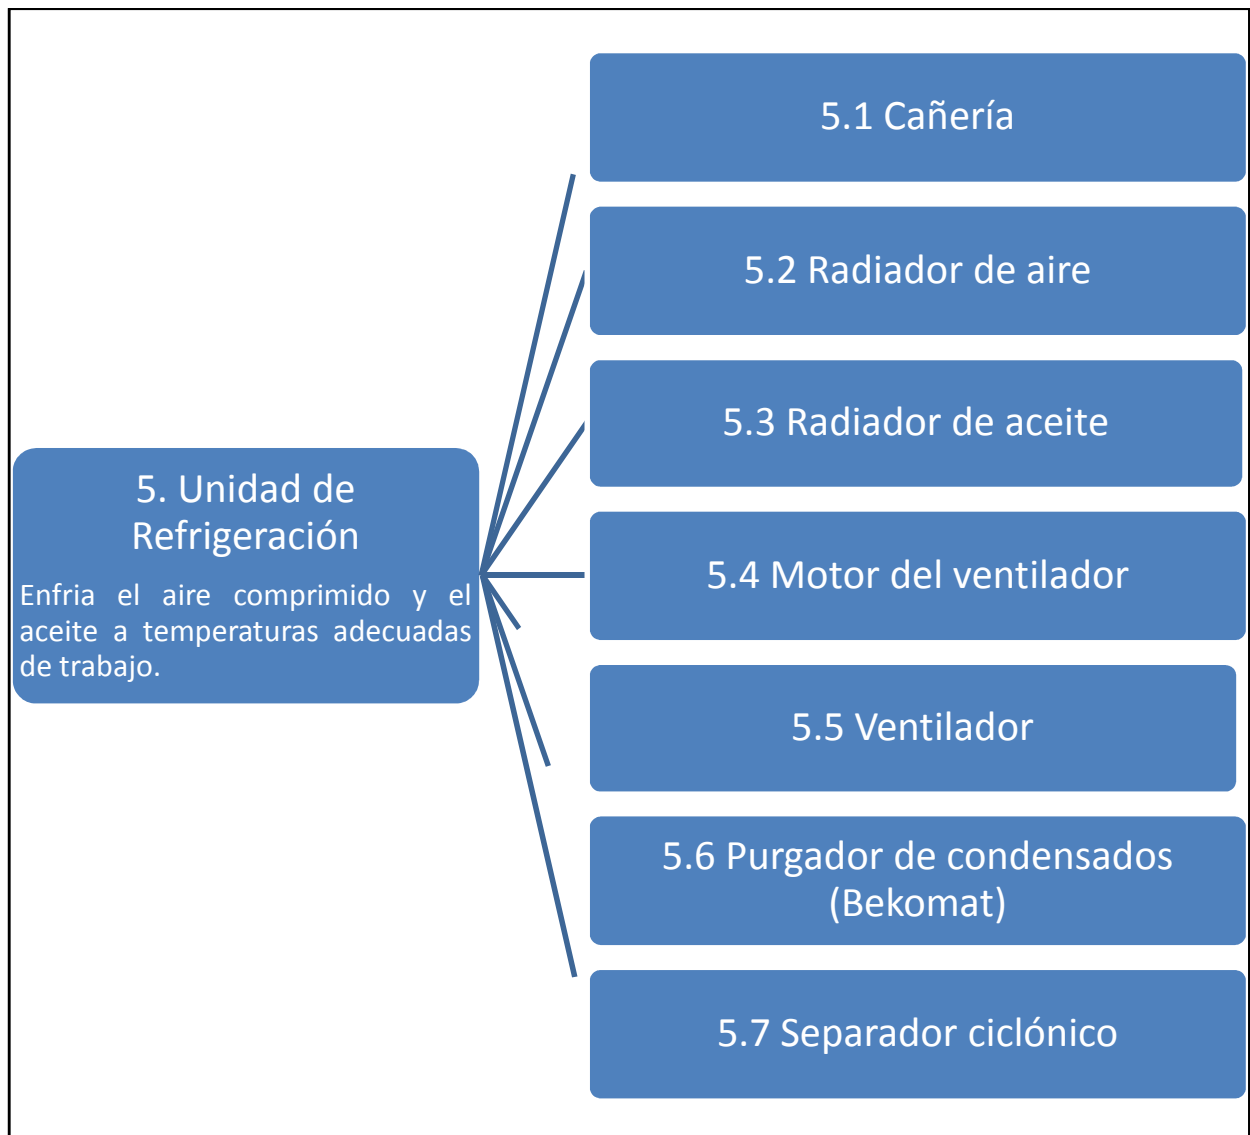 5.1 Cañería
5.2 Radiador de aire
5.3 Radiador de aceite
5. Unidad de
Refrigeración
Enfria el aire comprimido y el
aceite a temperaturas adecuadas
de trabajo.
5.4 Motor del ventilador
5.5 Ventilador
5.6 Purgador de condensados
(Bekomat)
5.7 Separador ciclónico